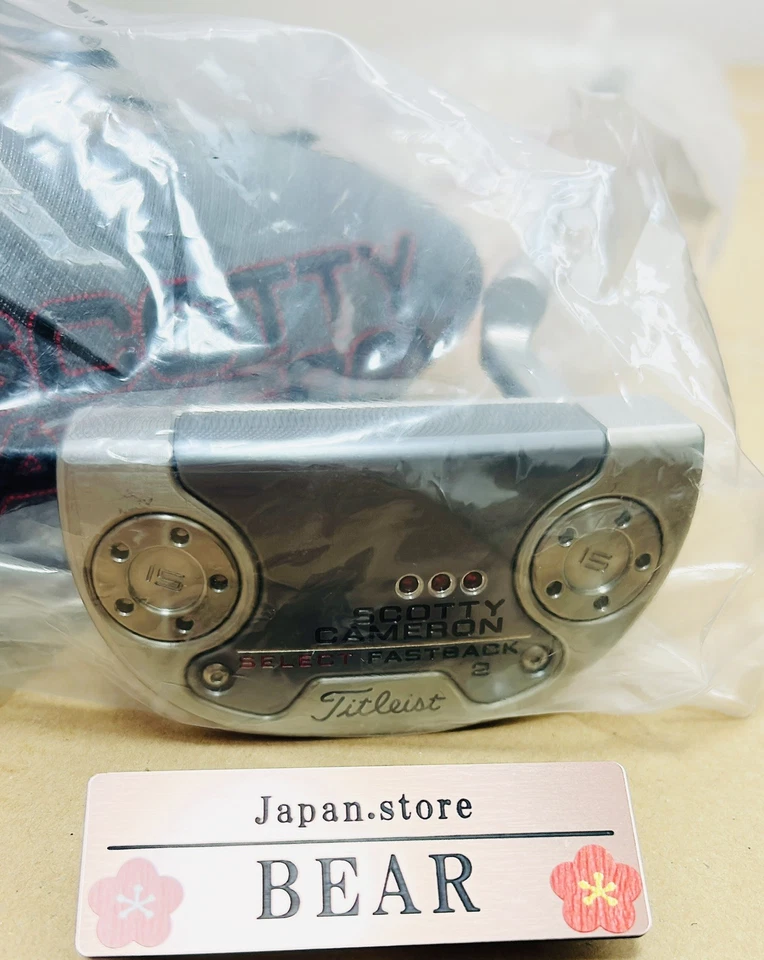 SCOTTY
15
15
SCOTTY
CAMERON
SELECT FASTBACK
2
Titleist
Japan.store
BEAR